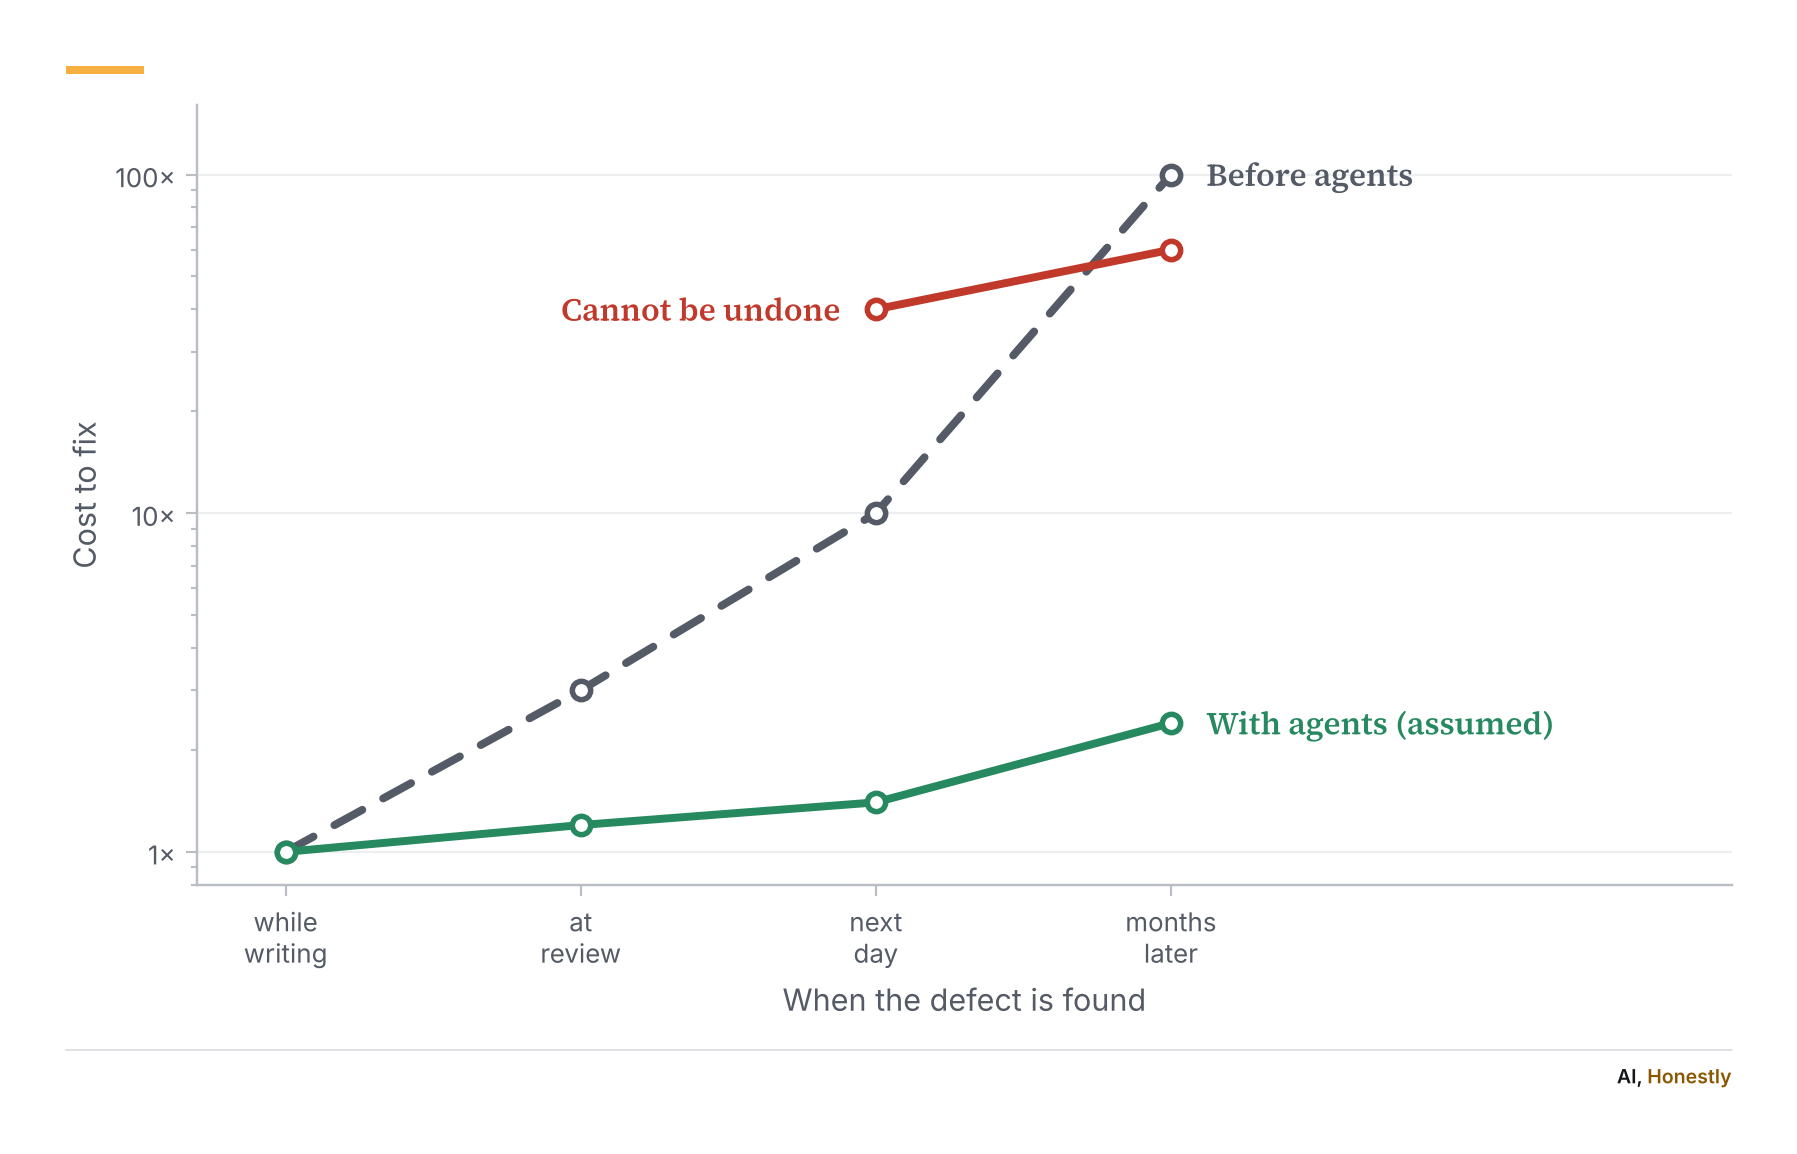 100×
Before agents
Cannot be undone
Cost to fix
10×
With agents (assumed)
1×
while
writing
at
review
next
day
months
later
When the defect is found
AI, Honestly